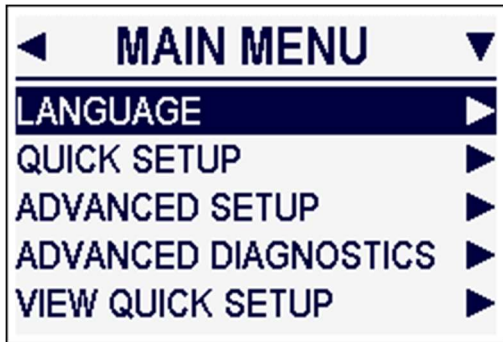 MAIN MENU
LANGUAGE
QUICK SETUP
ADVANCED SETUP
ADVANCED DIAGNOSTICS
VIEW QUICK SETUP